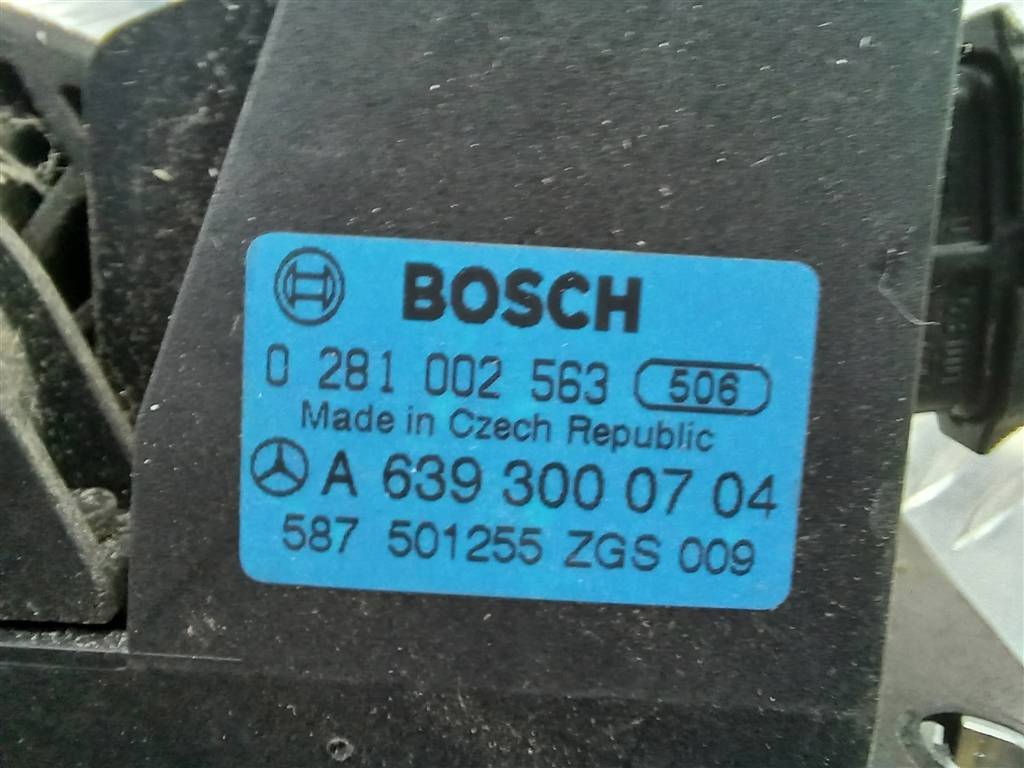 BOSCH
0 281 002 563 506
Made in Czech Republic
A 639 300 07 04
587 501255 ZGS 009